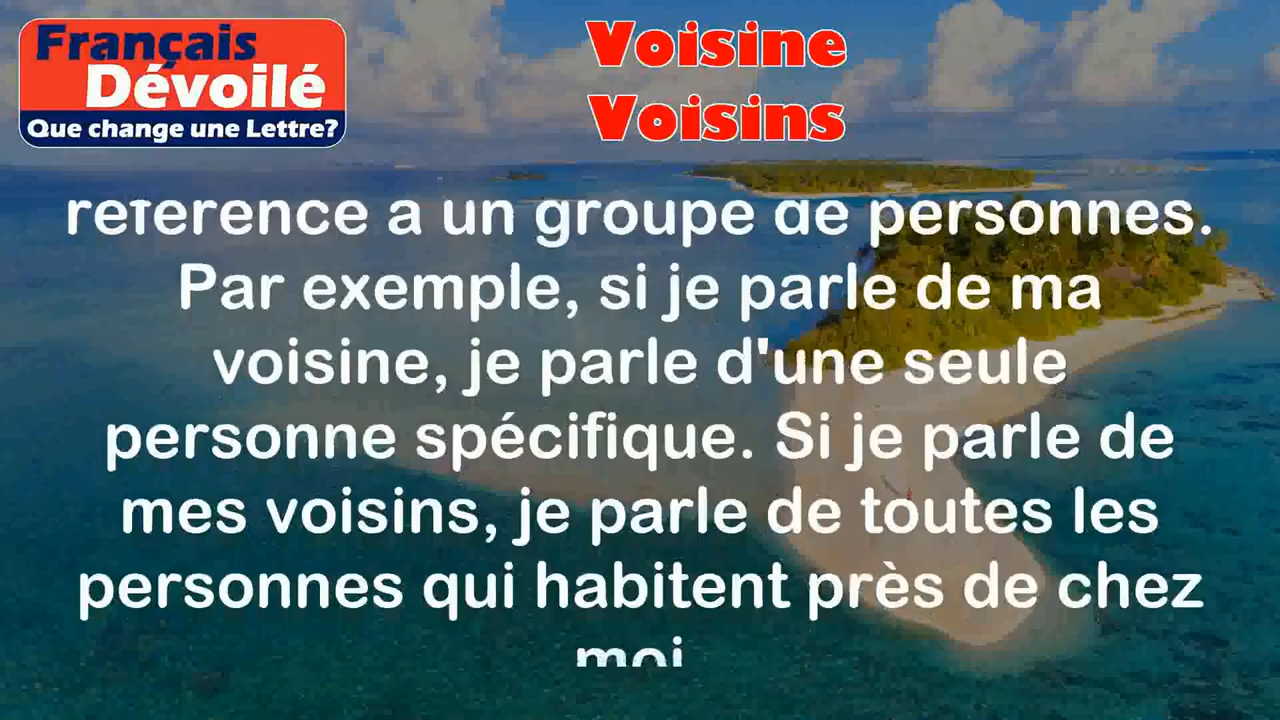 Français
Dévoilé
Que change une Lettre?
Voisine
Voisins
référence à un groupe de personnes.
Par exemple, si je parle de ma
voisine, je parle d'une seule
personne spécifique. Si je parle de
mes voisins, je parle de toutes les
personnes qui habitent près de chez
moi